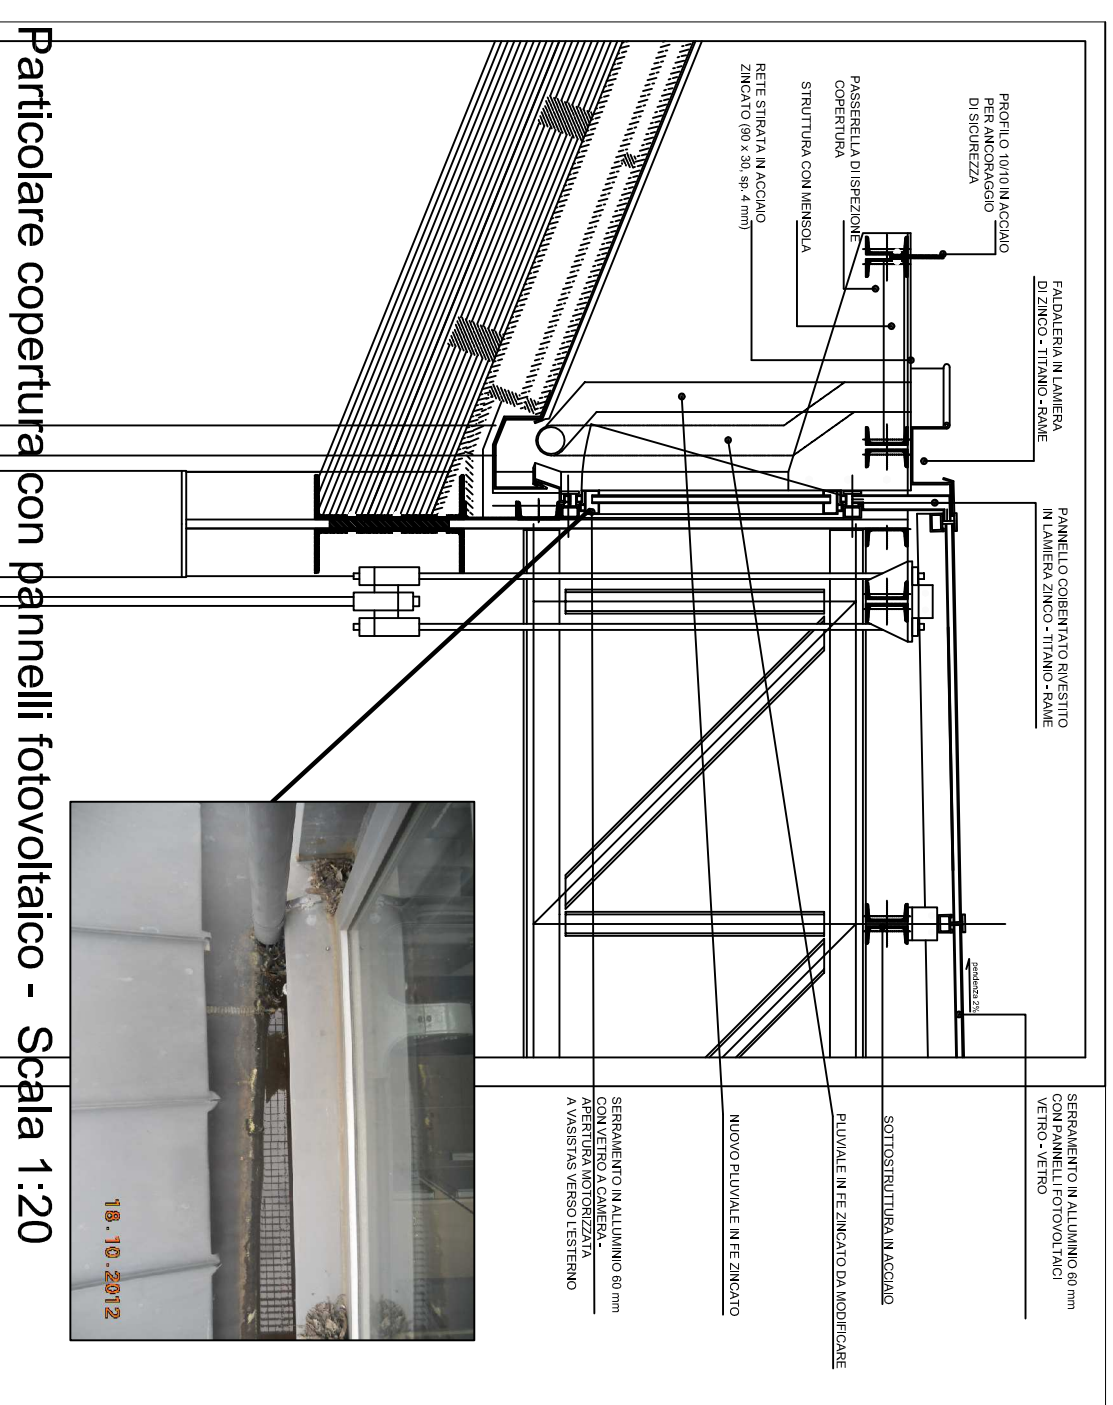 PROFILO 10/10 IN ACCIAIO
PER ANCORAGGIO
DI SICUREZZA
FALDALERIA IN LAMIERA
DI ZINCO - TITANIO - RAME
PANNELLO COIBENTATO RIVESTITO
IN LAMIERA ZINCO - TITANIO - RAME
SERRAMENTO IN ALLUMINIO 60 mm
CON PANNELLI FOTOVOLTAICI
VETRO - VETRO
pendenza 2%
PASSERELLA DI ISPEZIONE
COPERTURA
STRUTTURA CON MENSOLA
RETE STIRATA IN ACCIAIO
ZINCATO (90 x 30, sp. 4 mm)
SOTTOSTRUTTURA IN ACCIAIO
PLUVIALE IN FE ZINCATO DA MODIFICARE
NUOVO PLUVIALE IN FE ZINCATO
SERRAMENTO IN ALLUMINIO 60 mm
CON VETRO A CAMERA -
APERTURA MOTORIZZATA
A VASISTAS VERSO L'ESTERNO
18.10.2012
Particolare copertura con pannelli fotovoltaico - Scala 1:20